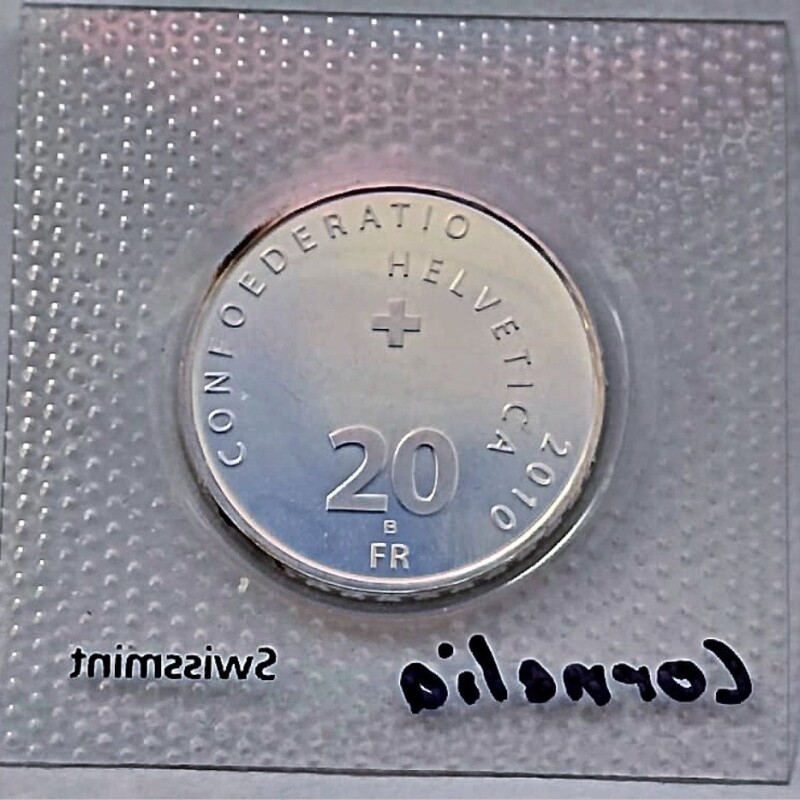 CONFOEDERATIO
HELVETICA 2010
20
B
FR
Swissmint
Cornelia